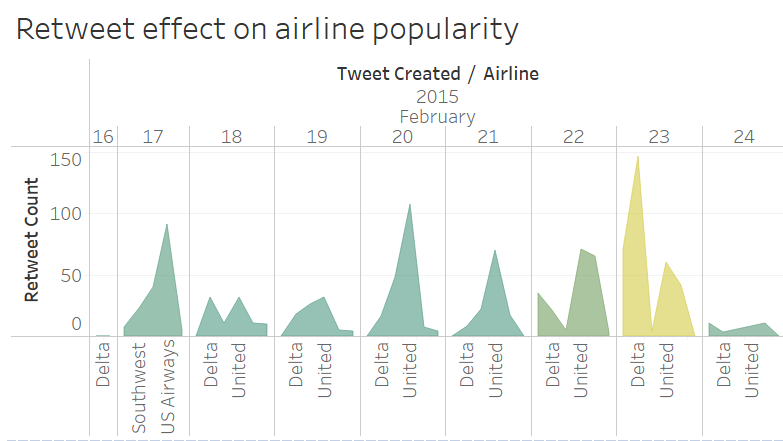 Retweet effect on airline popularity
Tweet Created / Airline
2015
February
16 17 18 19 20 21 22 23 24
150
100
50
0
Retweet Count
Delta
Southwest
US Airways
Delta
United
Delta
United
Delta
United
Delta
United
Delta
United
Delta
United
Delta
United